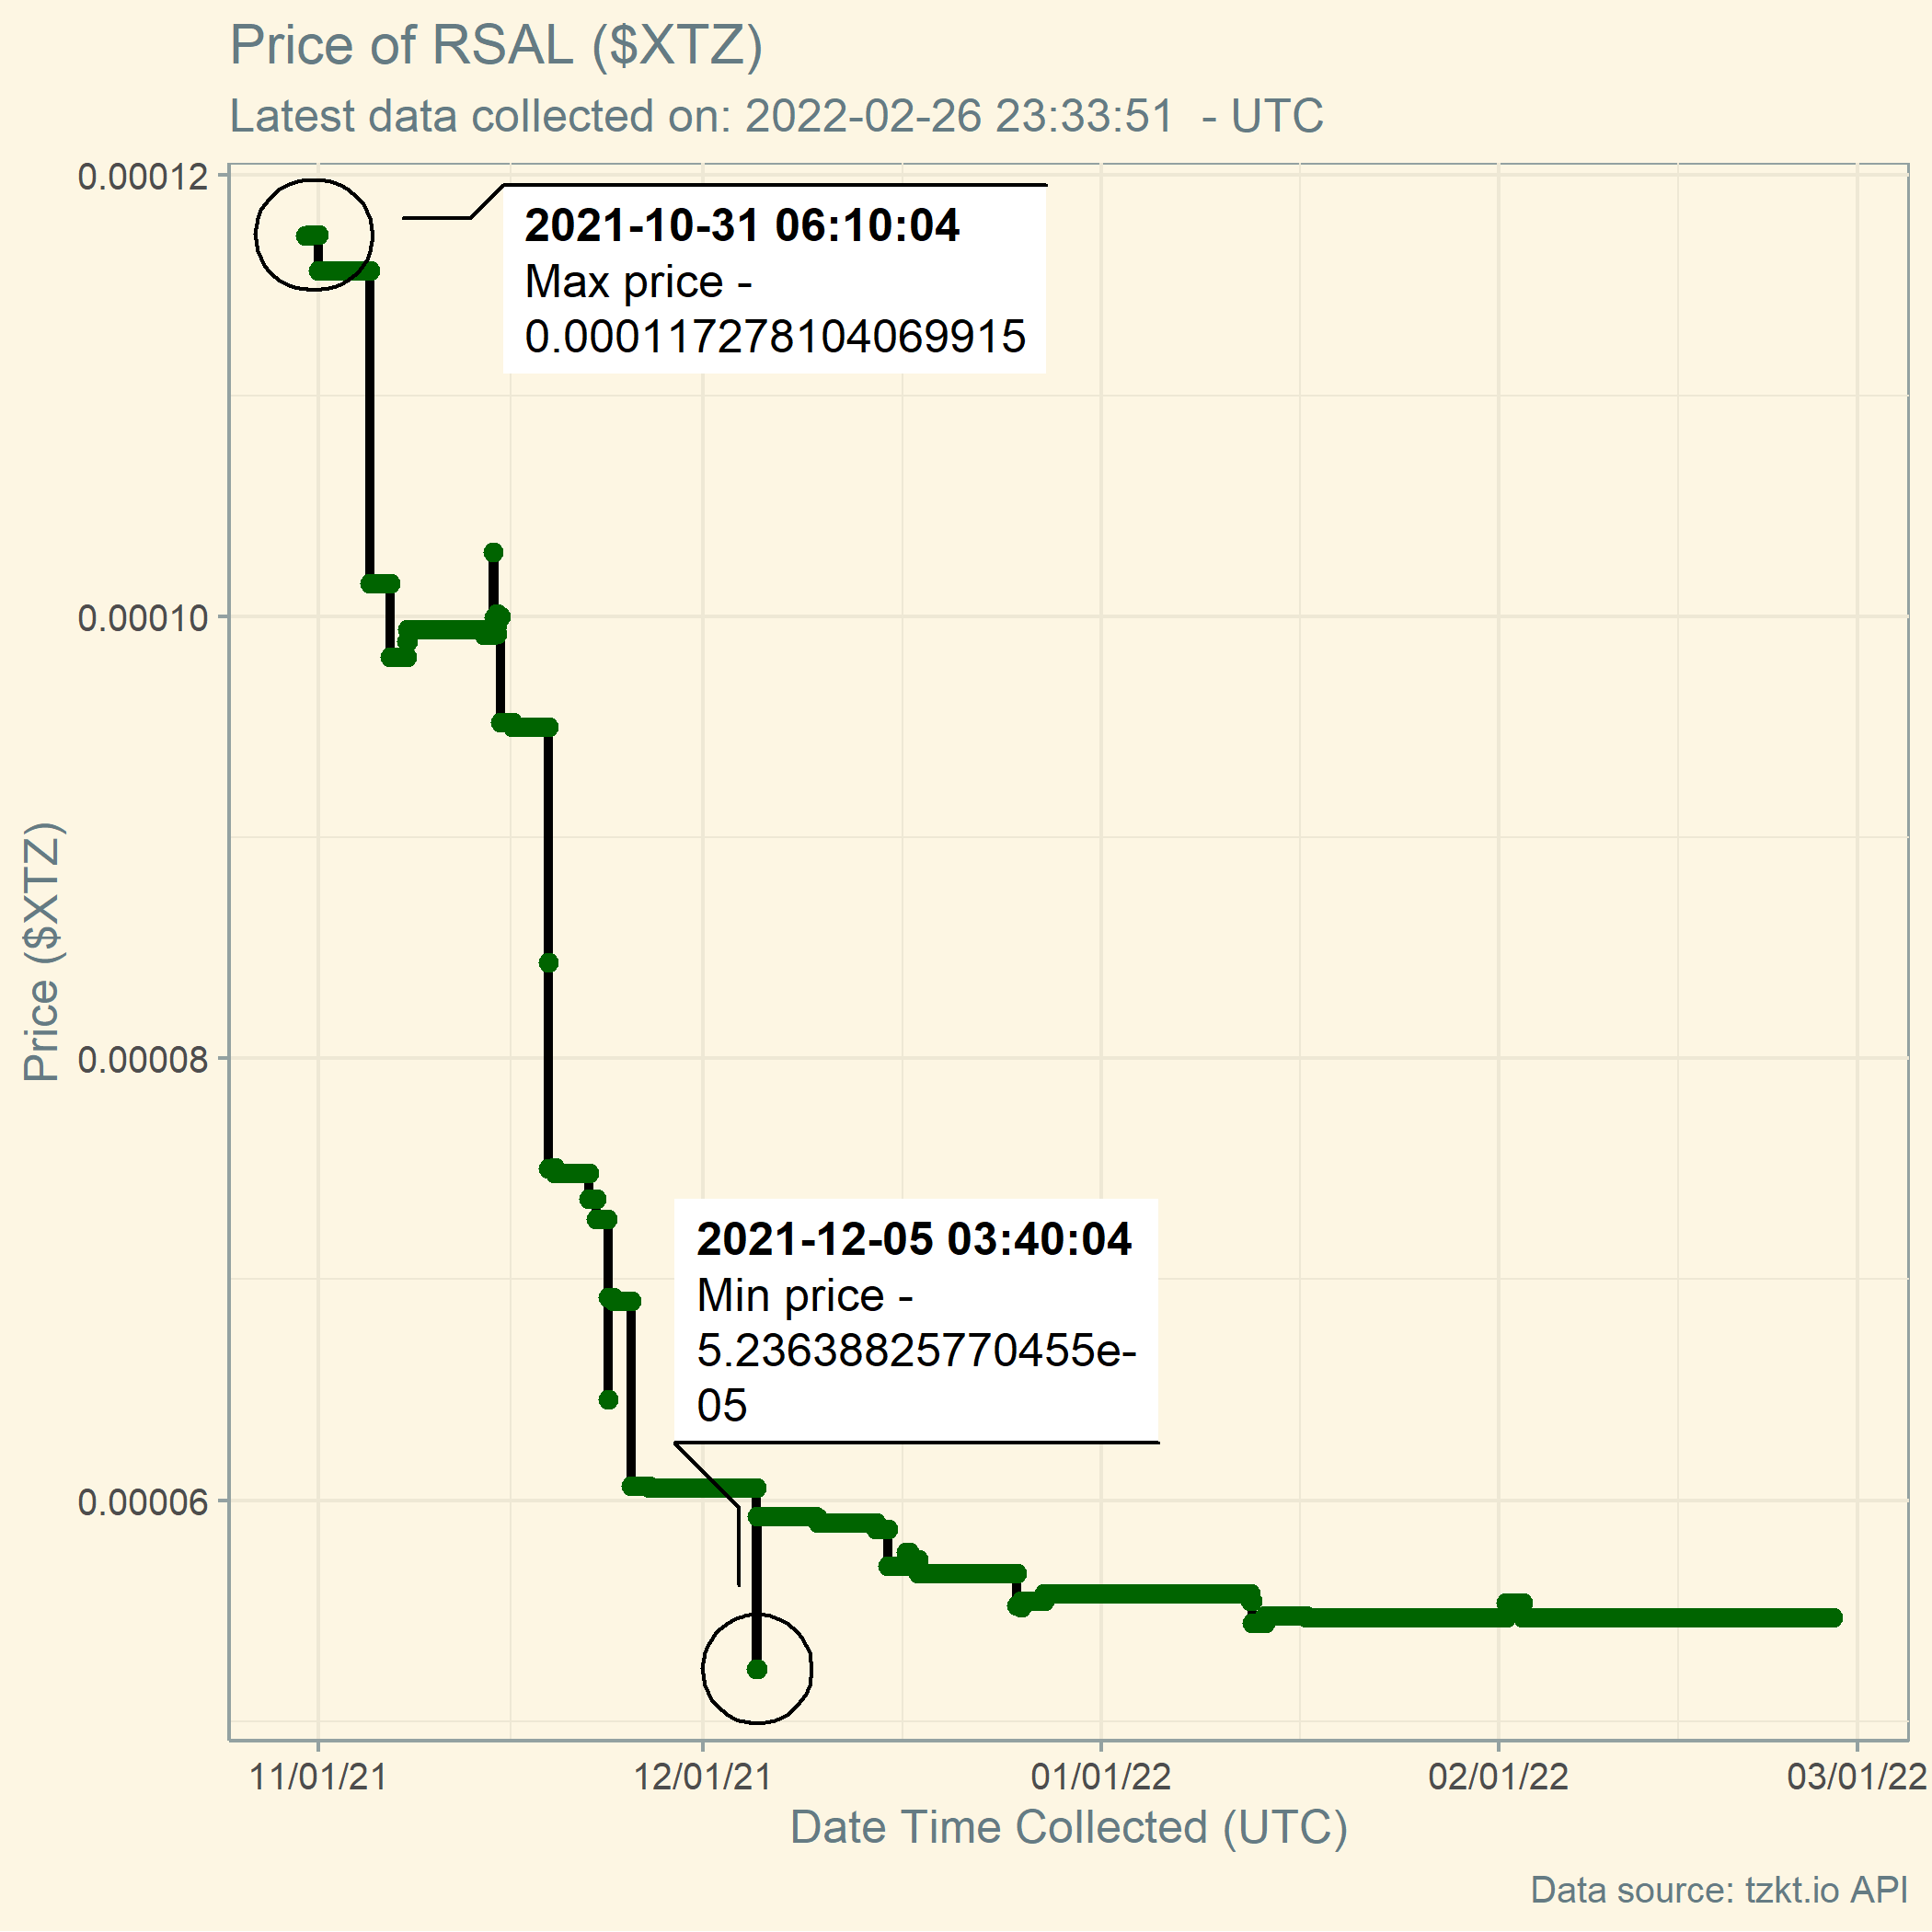 Price of RSAL ($XTZ)
Latest data collected on: 2022-02-26 23:33:51  - UTC
0.00012
0.00010
0.00008
0.00006
Price ($XTZ)
2021-10-31 06:10:04
Max price -
0.000117278104069915
2021-12-05 03:40:04
Min price -
5.23638825770455e-
05
11/01/21
12/01/21
01/01/22
02/01/22
03/01/22
Date Time Collected (UTC)
Data source: tzkt.io API